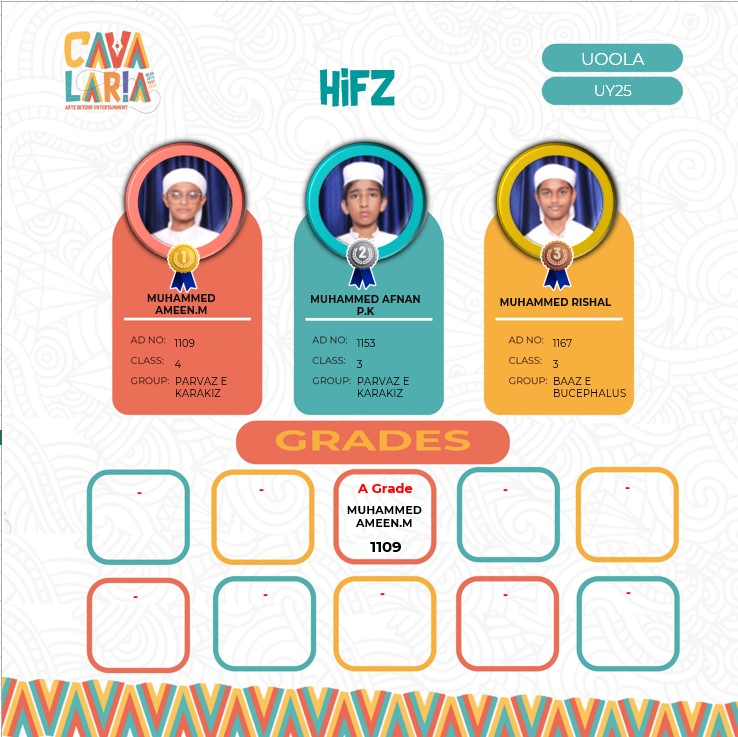 CAVA
LARIA
ARTS BEYOND ENTERTAINMENT
HiFZ
UOOLA
UY25
1
MUHAMMED
AMEEN.M
AD NO: 1109
CLASS: 4
GROUP: PARVAZ E
KARAKIZ
2
MUHAMMED AFNAN
P.K
AD NO: 1153
CLASS: 3
GROUP: PARVAZ E
KARAKIZ
3
MUHAMMED RISHAL
AD NO: 1167
CLASS: 3
GROUP: BAAZ E
BUCEPHALUS
GRADES
-
-
A Grade
MUHAMMED
AMEEN.M
1109
-
-
-
-
-
-
-